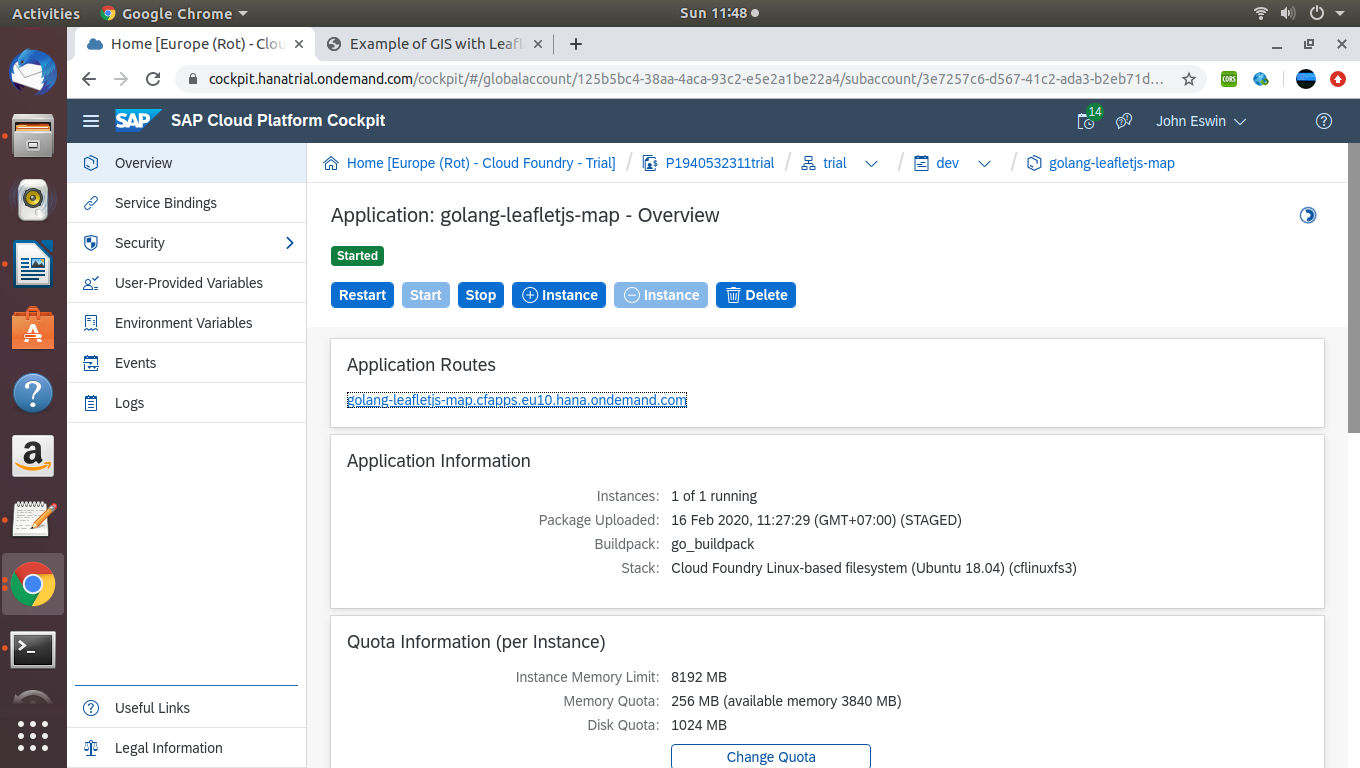 Activities Google Chrome Sun 11:48
Home [Europe (Rot) - Clou Example of GIS with Leafl
cockpit.hanatrial.ondemand.com/cockpit/#/globalaccount/125b5bc4-38aa-4aca-93c2-e5e2a1be22a4/subaccount/3e7257c6-d567-41c2-ada3-b2eb71d... CORS
SAP SAP Cloud Platform Cockpit 14 John Eswin
Overview
Service Bindings
Security
User-Provided Variables
Environment Variables
Events
Logs
Useful Links
Legal Information
Home [Europe (Rot) - Cloud Foundry - Trial] / P1940532311trial / trial / dev / golang-leafletjs-map
Application: golang-leafletjs-map - Overview
Started
Restart Start Stop Instance Instance Delete
Application Routes
golang-leafletjs-map.cfapps.eu10.hana.ondemand.com
Application Information
Instances: 1 of 1 running
Package Uploaded: 16 Feb 2020, 11:27:29 (GMT+07:00) (STAGED)
Buildpack: go_buildpack
Stack: Cloud Foundry Linux-based filesystem (Ubuntu 18.04) (cflinuxfs3)
Quota Information (per Instance)
Instance Memory Limit: 8192 MB
Memory Quota: 256 MB (available memory 3840 MB)
Disk Quota: 1024 MB
Change Quota